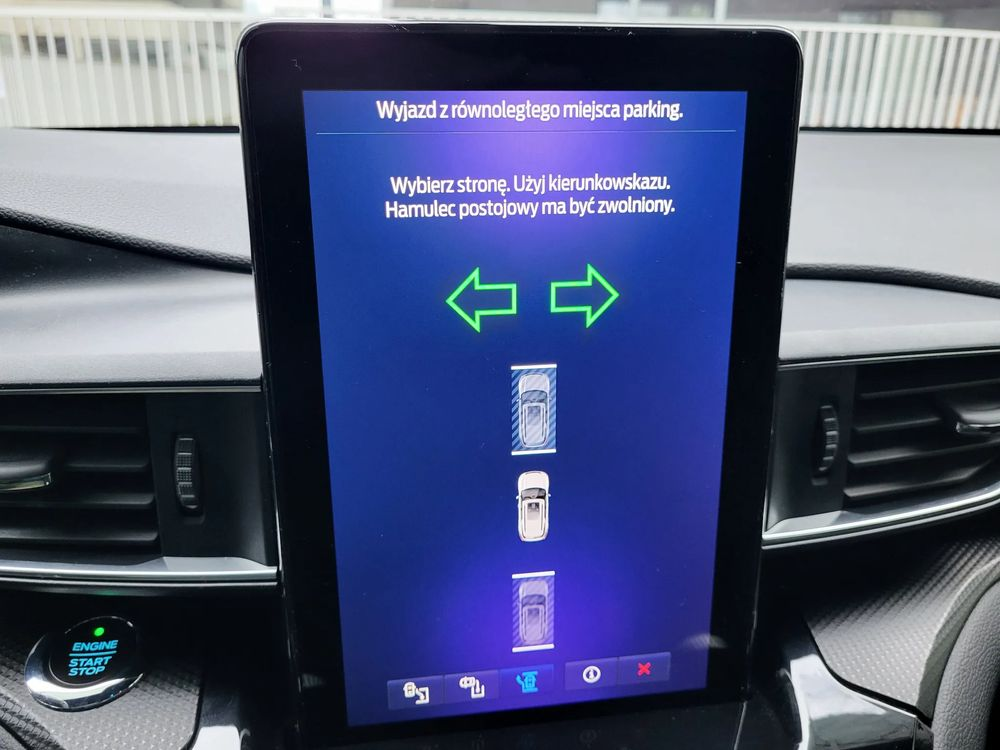 Wyjazd z równoległego miejsca parking.
Wybierz stronę. Użyj kierunkowskazu.
Hamulec postojowy ma być zwolniony.
ENGINE
START
STOP